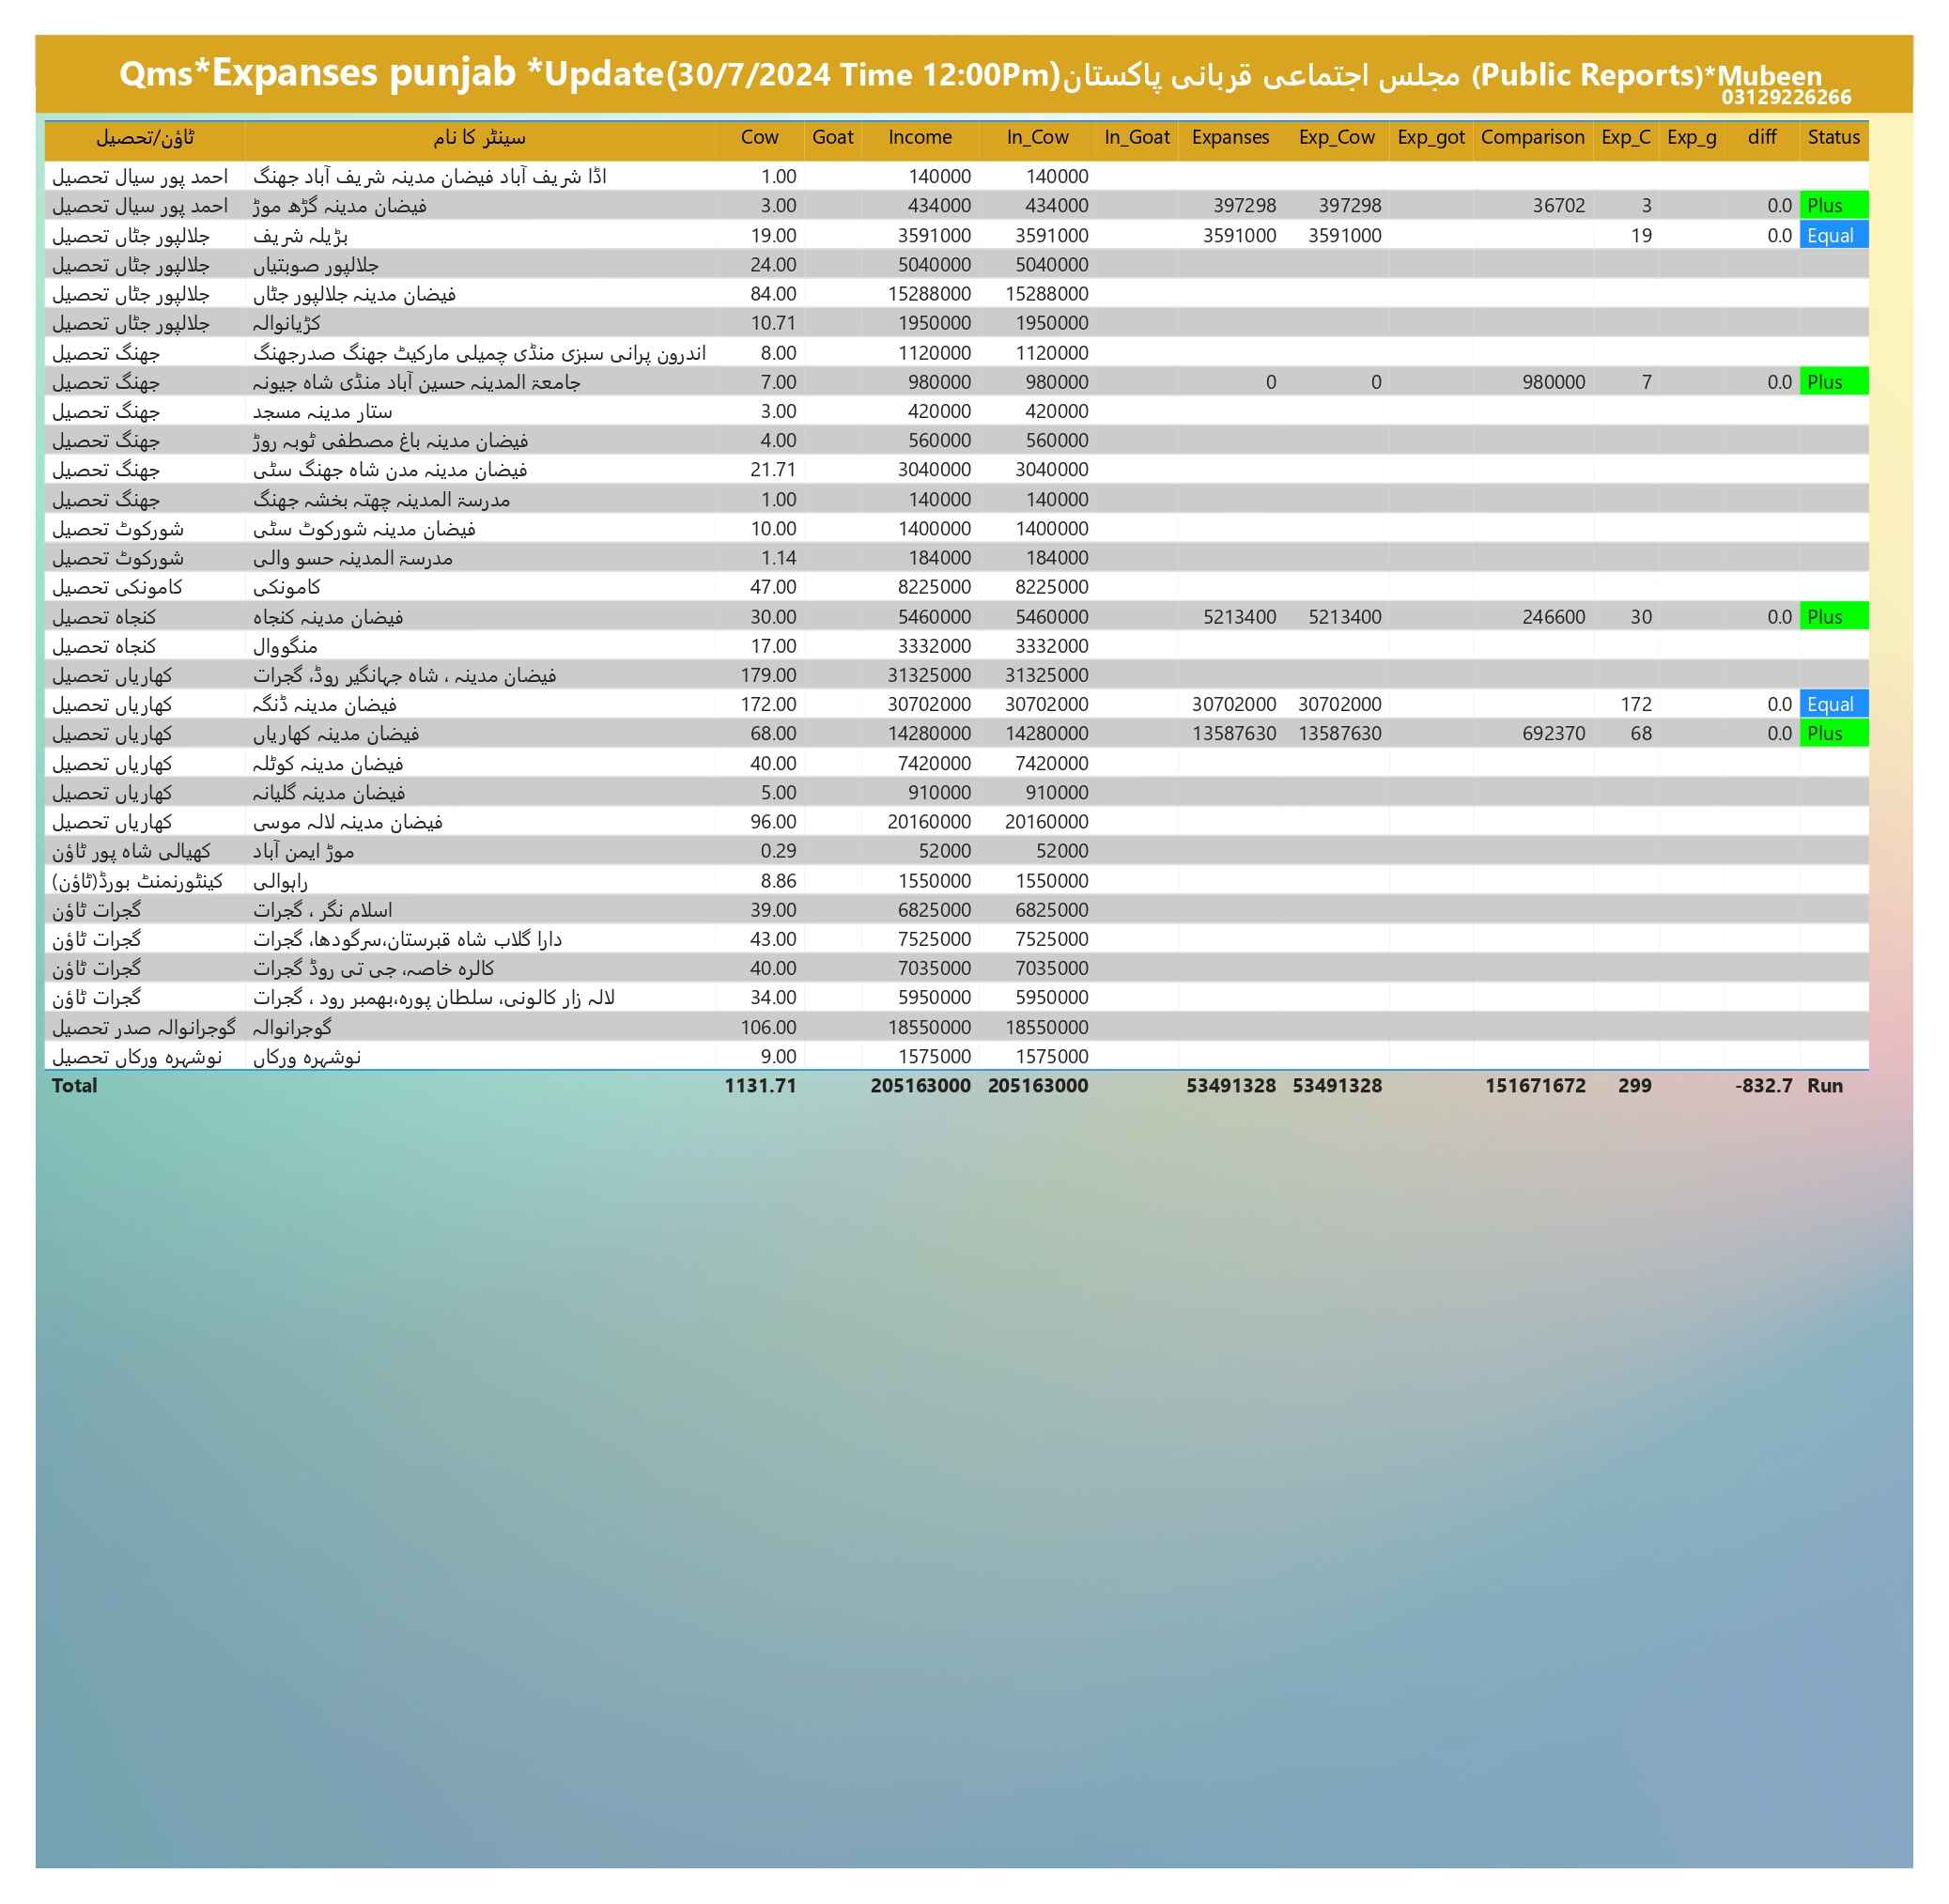 Qms*Expanses punjab *Update(30/7/2024 Time 12:00Pm)مجلس اجتماعی قربانی پاکستان (Public Reports)*Mubeen
03129226266
ٹاؤن/تحصیل سینٹر کا نام Cow Goat Income In_Cow In_Goat Expanses Exp_Cow Exp_got Comparison Exp_C Exp_g diff Status
احمد پور سیال تحصیل اڈا شریف آباد فیضان مدینہ شریف آباد جھنگ 1.00 140000 140000
احمد پور سیال تحصیل فیضان مدینہ گڑھ موڑ 3.00 434000 434000 397298 397298 36702 3 0.0 Plus
جلالپور جٹاں تحصیل بڑیلہ شریف 19.00 3591000 3591000 3591000 3591000 19 0.0 Equal
جلالپور جٹاں تحصیل جلالپور صوبتیاں 24.00 5040000 5040000
جلالپور جٹاں تحصیل فیضان مدینہ جلالپور جٹاں 84.00 15288000 15288000
جلالپور جٹاں تحصیل کڑیانوالہ 10.71 1950000 1950000
جھنگ تحصیل اندرون پرانی سبزی منڈی چمیلی مارکیٹ جھنگ صدرجھنگ 8.00 1120000 1120000
جھنگ تحصیل جامعۃ المدینہ حسین آباد منڈی شاہ جیونہ 7.00 980000 980000 0 0 980000 7 0.0 Plus
جھنگ تحصیل ستار مدینہ مسجد 3.00 420000 420000
جھنگ تحصیل فیضان مدینہ باغ مصطفی ٹوبہ روڑ 4.00 560000 560000
جھنگ تحصیل فیضان مدینہ مدن شاہ جھنگ سٹی 21.71 3040000 3040000
جھنگ تحصیل مدرسۃ المدینہ چھتہ بخشہ جھنگ 1.00 140000 140000
شورکوٹ تحصیل فیضان مدینہ شورکوٹ سٹی 10.00 1400000 1400000
شورکوٹ تحصیل مدرسۃ المدینہ حسو والی 1.14 184000 184000
کامونکی تحصیل کامونکی 47.00 8225000 8225000
کنجاہ تحصیل فیضان مدینہ کنجاہ 30.00 5460000 5460000 5213400 5213400 246600 30 0.0 Plus
کنجاہ تحصیل منگووال 17.00 3332000 3332000
کھاریاں تحصیل فیضان مدینہ ، شاہ جہانگیر روڈ، گجرات 179.00 31325000 31325000
کھاریاں تحصیل فیضان مدینہ ڈنگہ 172.00 30702000 30702000 30702000 30702000 172 0.0 Equal
کھاریاں تحصیل فیضان مدینہ کھاریاں 68.00 14280000 14280000 13587630 13587630 692370 68 0.0 Plus
کھاریاں تحصیل فیضان مدینہ کوٹلہ 40.00 7420000 7420000
کھاریاں تحصیل فیضان مدینہ گلیانہ 5.00 910000 910000
کھاریاں تحصیل فیضان مدینہ لالہ موسی 96.00 20160000 20160000
کھیالی شاہ پور ٹاؤن موڑ ایمن آباد 0.29 52000 52000
کینٹورنمنٹ بورڈ(ٹاؤن) راہوالی 8.86 1550000 1550000
گجرات ٹاؤن اسلام نگر ، گجرات 39.00 6825000 6825000
گجرات ٹاؤن دارا گلاب شاہ قبرستان،سرگودھا، گجرات 43.00 7525000 7525000
گجرات ٹاؤن کالرہ خاصہ، جی تی روڈ گجرات 40.00 7035000 7035000
گجرات ٹاؤن لالہ زار کالونی، سلطان پورہ،بھمبر رود ، گجرات 34.00 5950000 5950000
گوجرانوالہ صدر تحصیل گوجرانوالہ 106.00 18550000 18550000
نوشہرہ ورکاں تحصیل نوشہرہ ورکاں 9.00 1575000 1575000
Total 1131.71 205163000 205163000 53491328 53491328 151671672 299 -832.7 Run